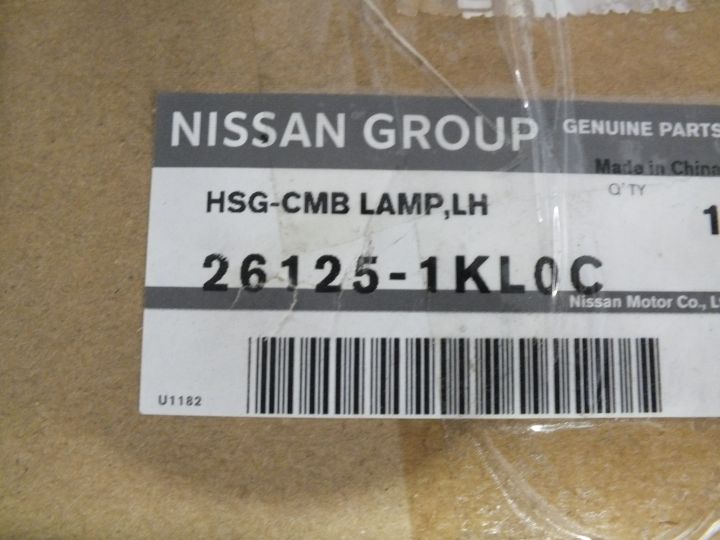 NISSAN GROUP GENUINE PARTS
Made in China
HSG-CMB LAMP,LH
Q'TY
1
26125-1KL0C
Nissan Motor Co., L
U1182